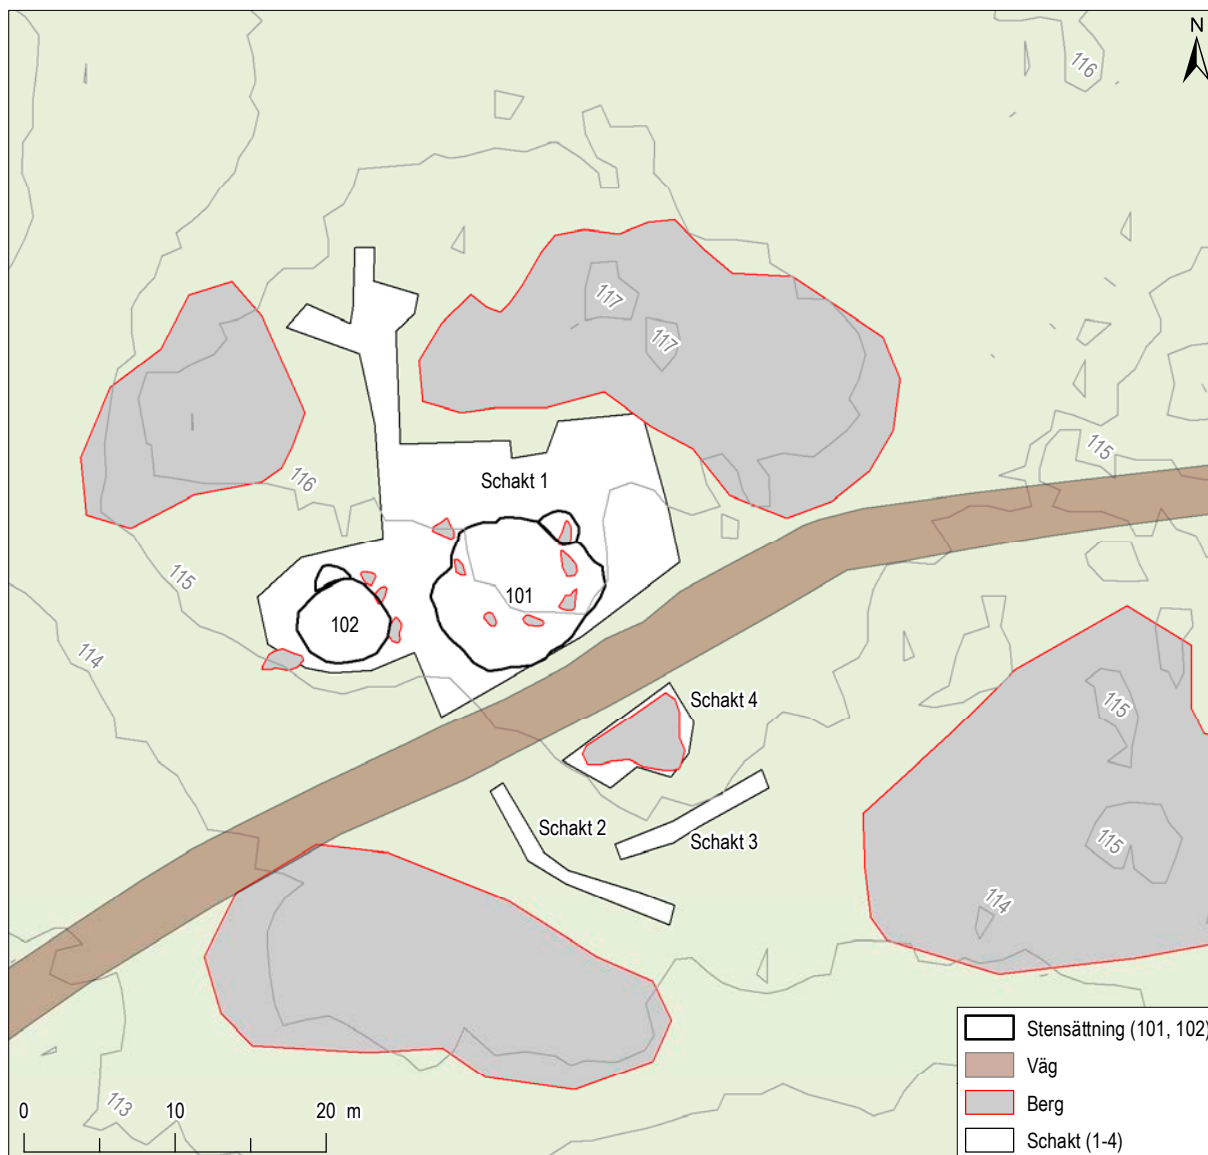 N
116
117
117
115
Schakt 1
116
115
101
102
114
Schakt 4
115
Schakt 2
Schakt 3
115
114
Stensättning (101, 102)
Väg
Berg
Schakt (1-4)
113
0 10 20 m